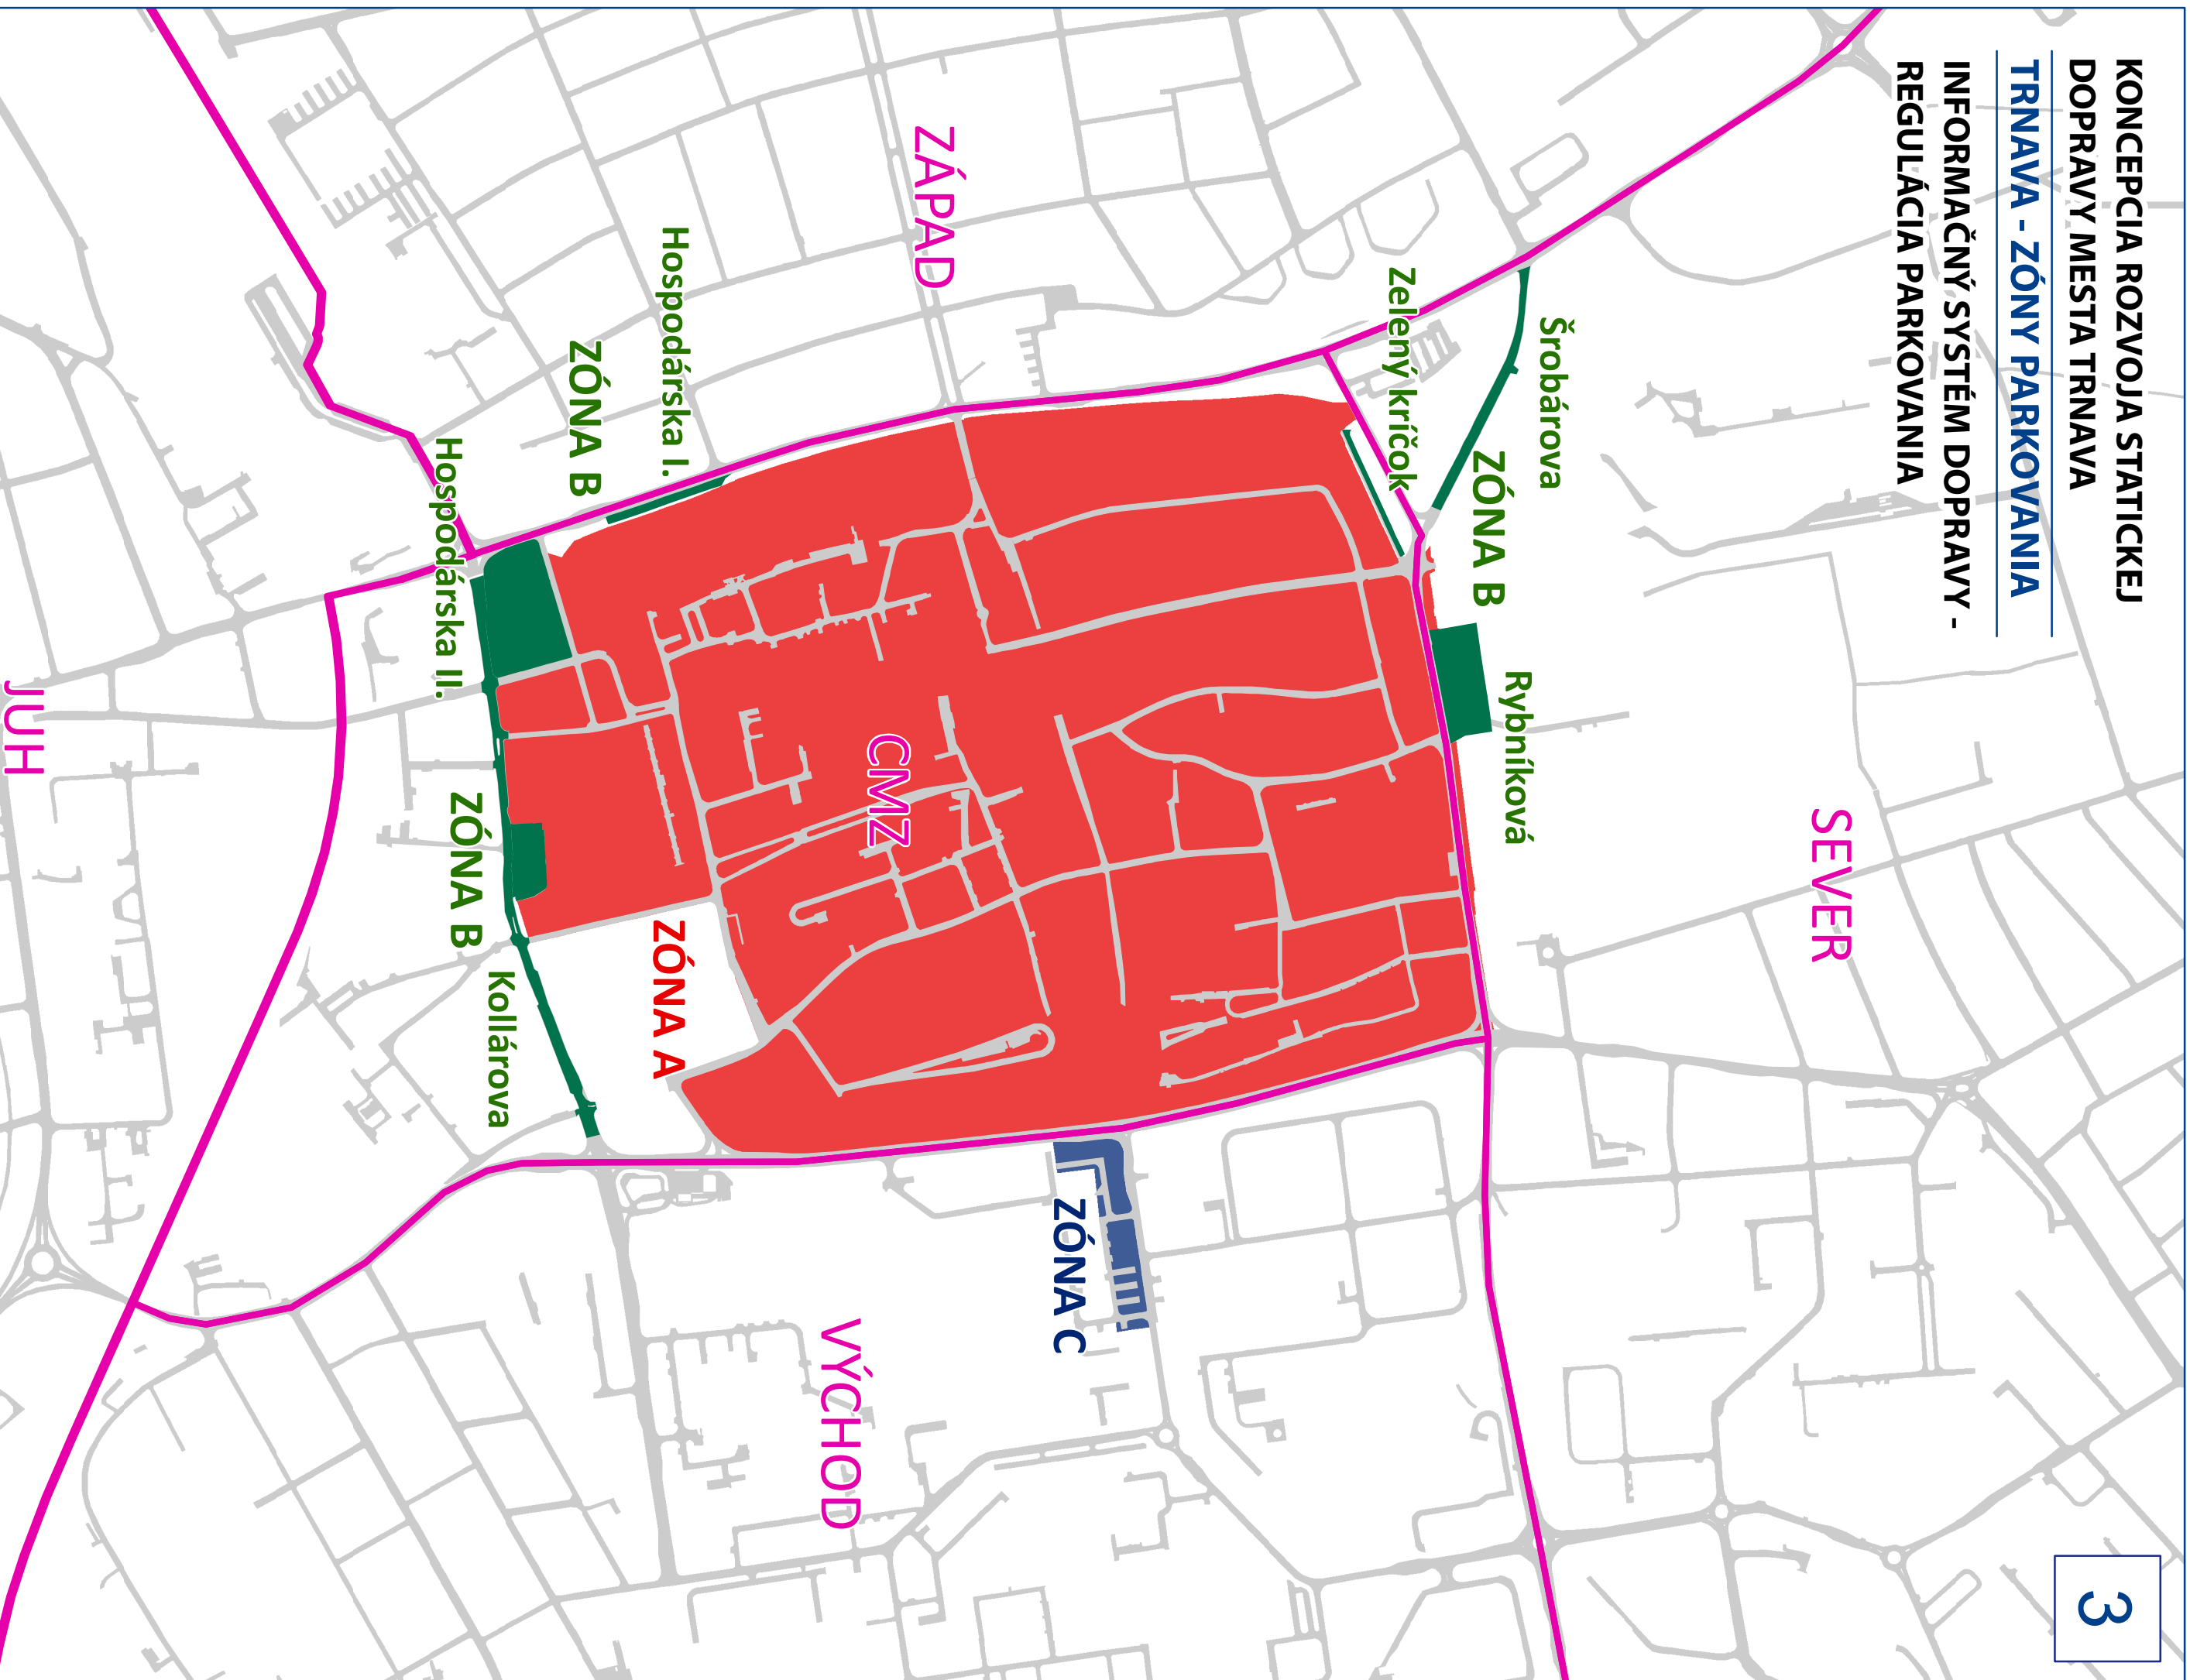 KONCEPCIA ROZVOJA STATICKEJ
DOPRAVY MESTA TRNAVA
TRNAVA - ZÓNY PARKOVANIA
INFORMAČNÝ SYSTÉM DOPRAVY -
REGULÁCIA PARKOVANIA
3
SEVER
Šrobárova
Rybníková
ZÓNA B
Zelený kríčok
ZÓNA C
ZÁPAD
CMZ
VÝCHOD
Hospodárska I.
ZÓNA A
ZÓNA B
Kollárova
ZÓNA B
Hospodárska II.
JUH